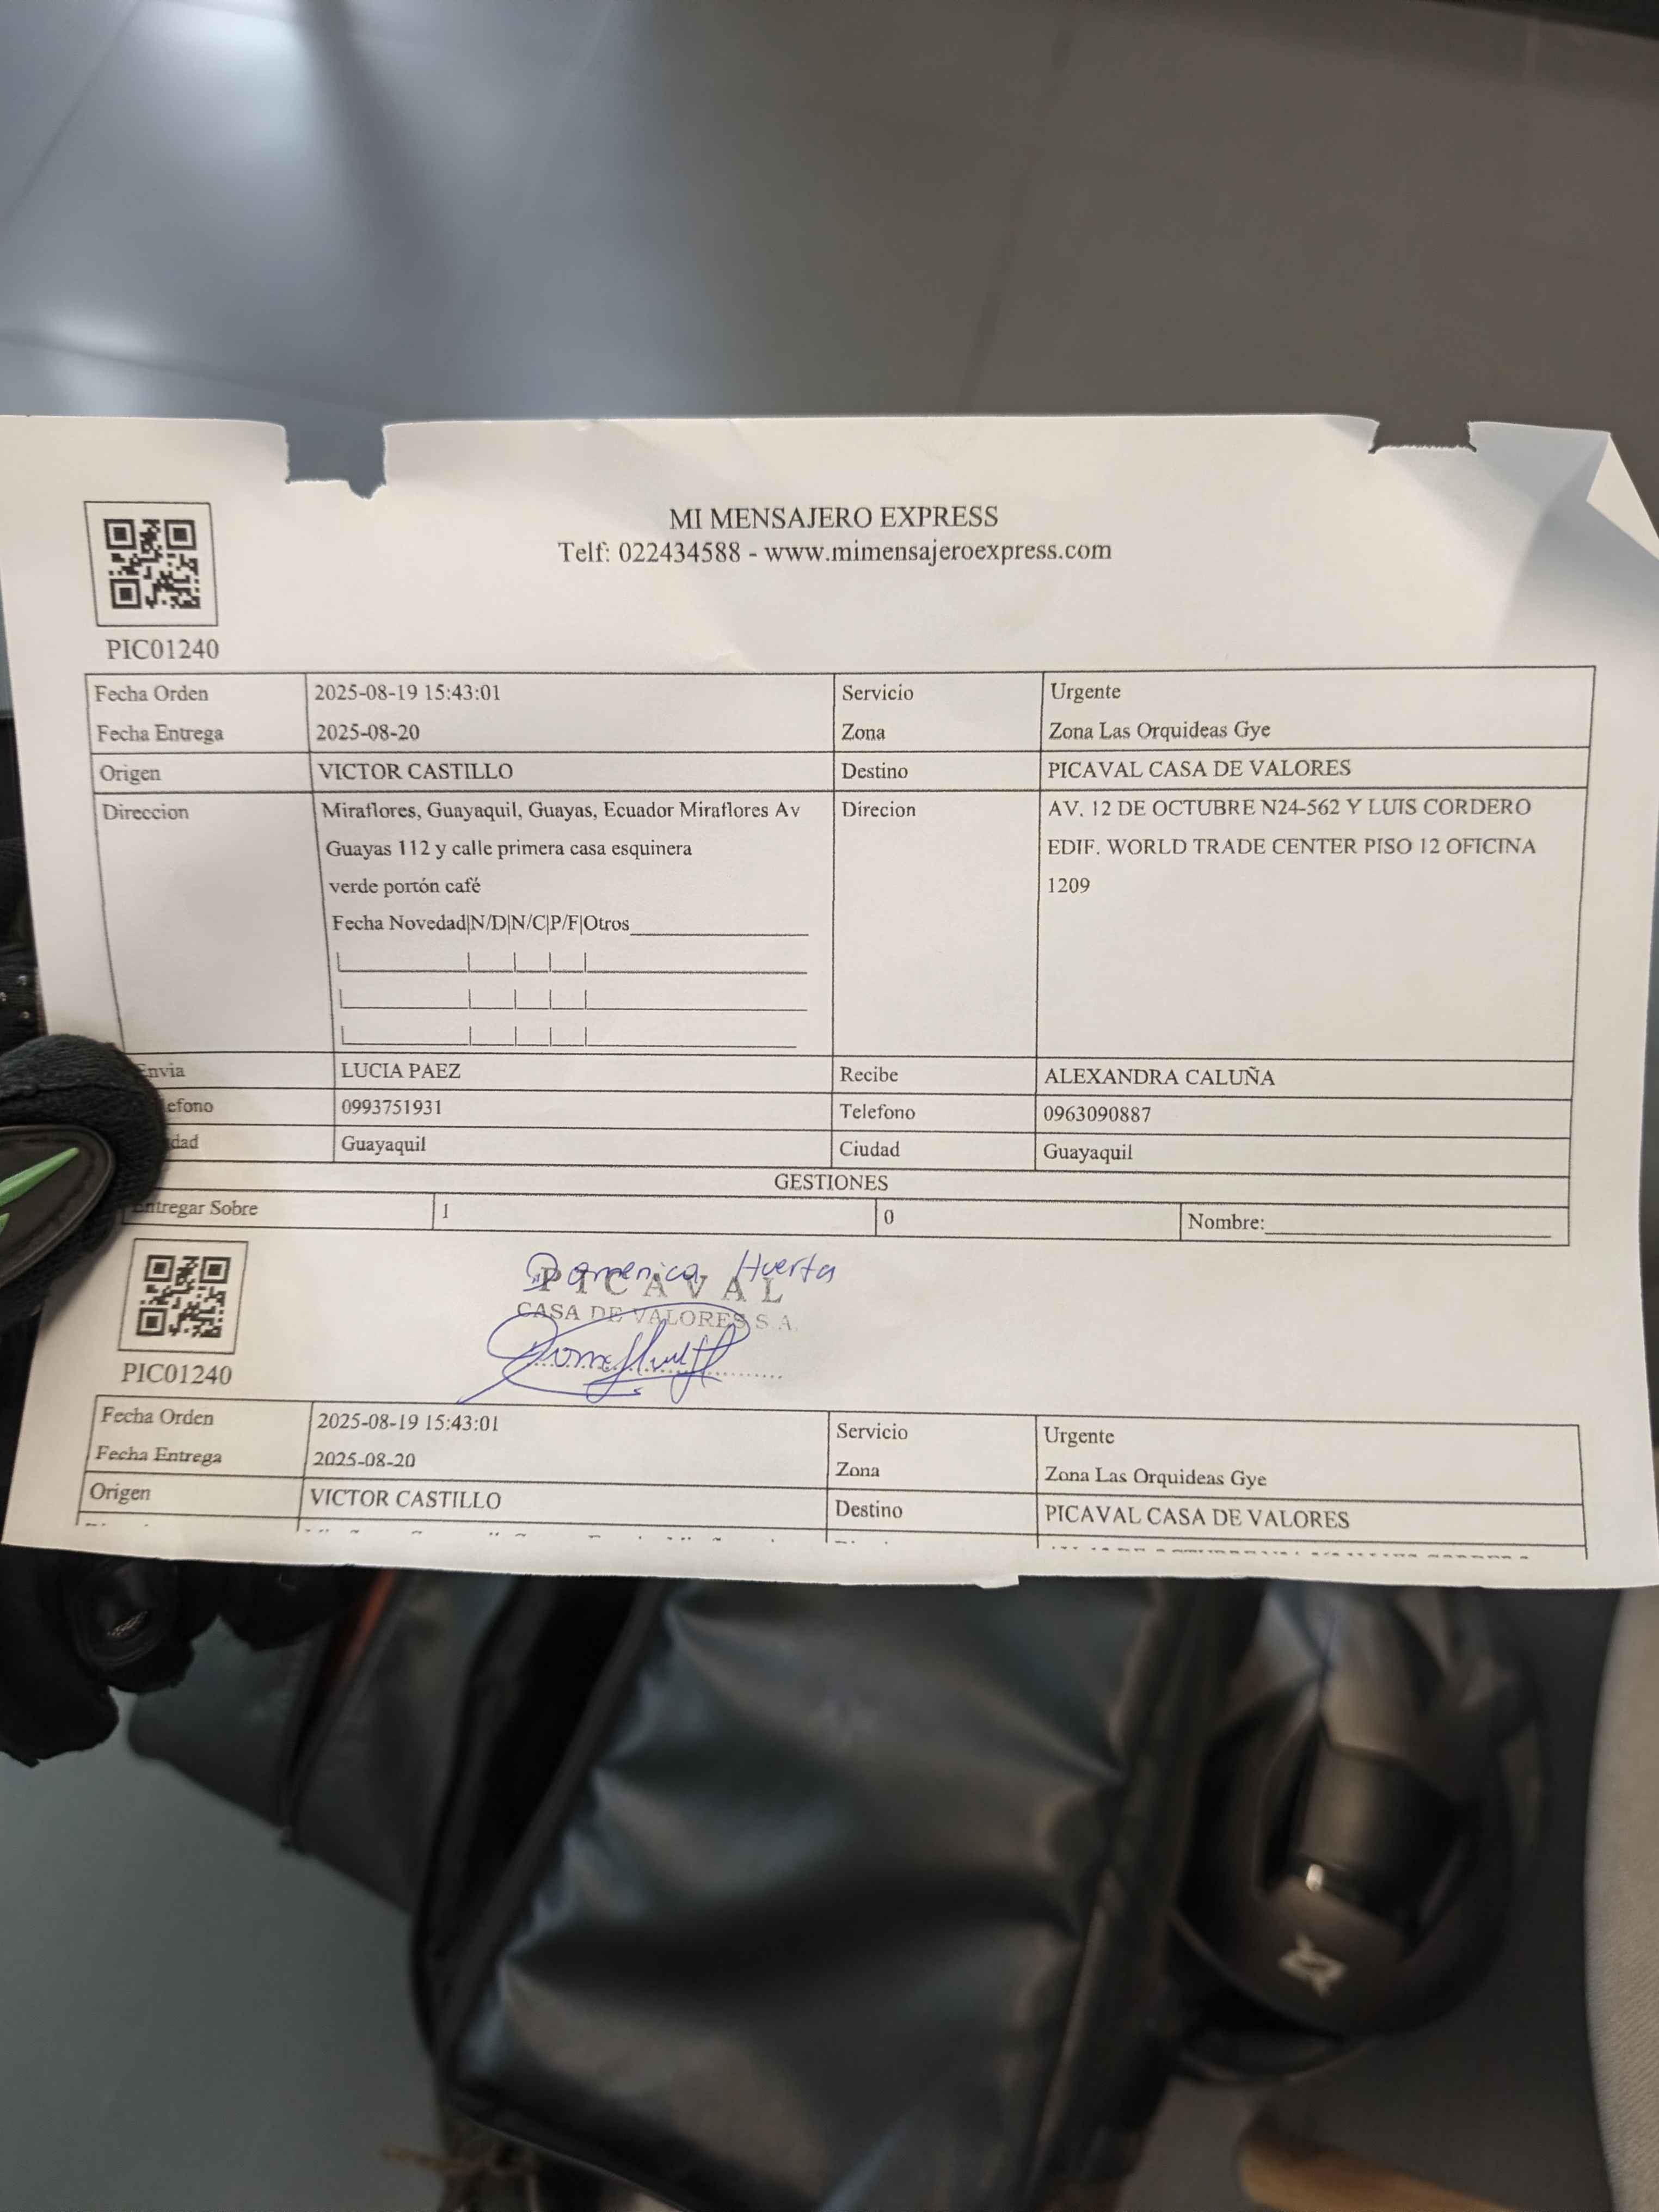 MI MENSAJERO EXPRESS
Telf: 022434588 - www.mimensajeroexpress.com
PIC01240
Fecha Orden 2025-08-19 15:43:01 Servicio Urgente
Fecha Entrega 2025-08-20 Zona Zona Las Orquideas Gye
Origen VICTOR CASTILLO Destino PICAVAL CASA DE VALORES
Direccion Miraflores, Guayaquil, Guayas, Ecuador Miraflores Av Direcion AV. 12 DE OCTUBRE N24-562 Y LUIS CORDERO
Guayas 112 y calle primera casa esquinera EDIF. WORLD TRADE CENTER PISO 12 OFICINA
verde portón café 1209
Fecha Novedad|N/D|N/C|P/F|Otros
Envia LUCIA PAEZ Recibe ALEXANDRA CALUÑA
efono 0993751931 Telefono 0963090887
dad Guayaquil Ciudad Guayaquil
GESTIONES
Entregar Sobre 1 0 Nombre:
Domenica Huerta
PICAVAL
CASA DE VALORES S.A.
PIC01240
Fecha Orden 2025-08-19 15:43:01 Servicio Urgente
Fecha Entrega 2025-08-20 Zona Zona Las Orquideas Gye
Origen VICTOR CASTILLO Destino PICAVAL CASA DE VALORES